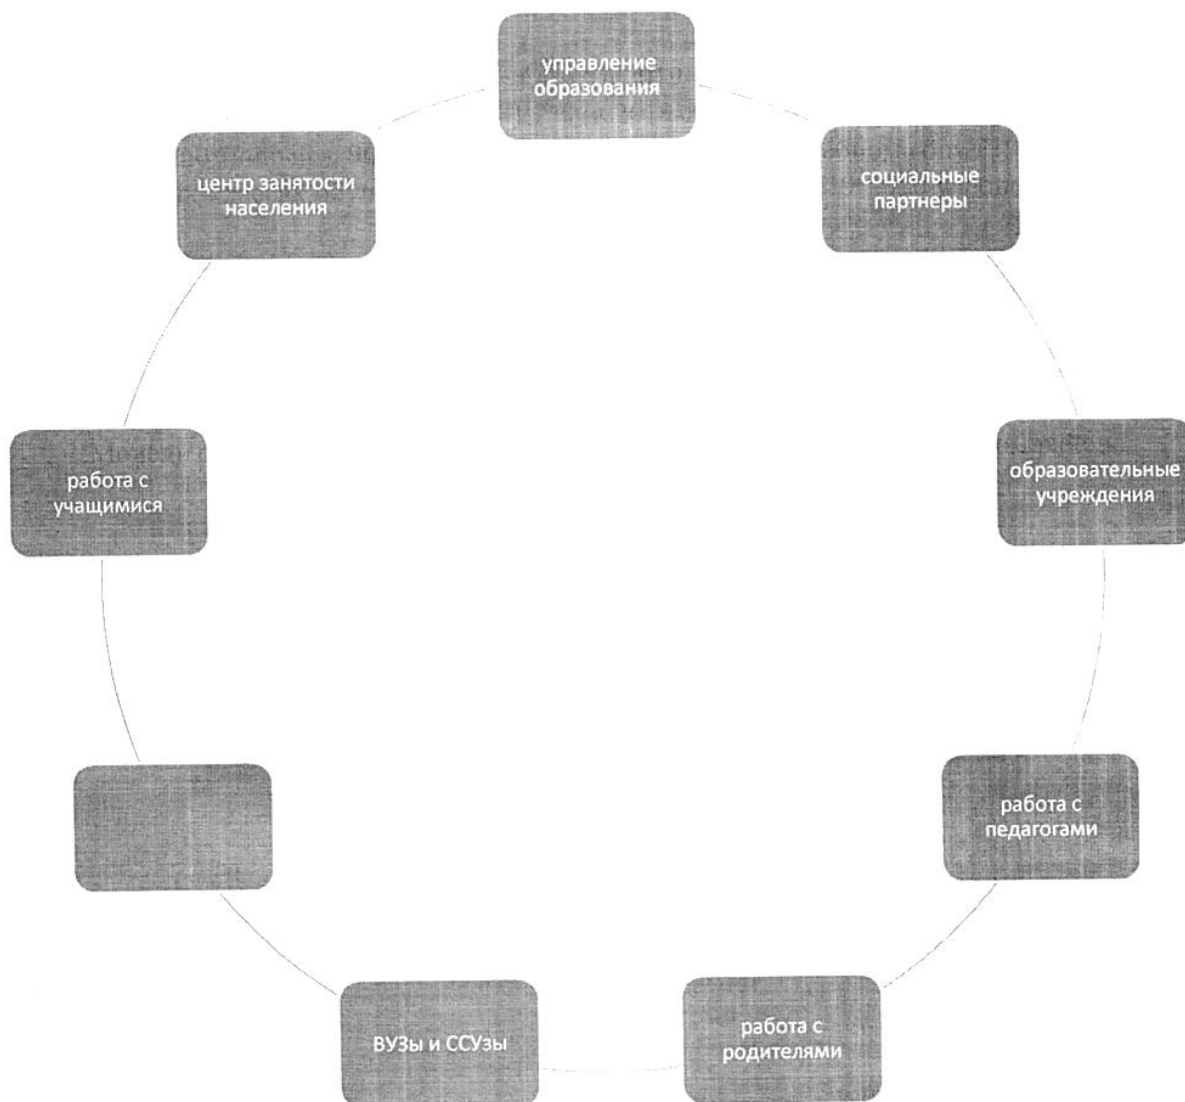 управление
образования
социальные
партнеры
образовательные
учреждения
работа с
педагогами
работа с
родителями
ВУЗы и ССУзы
работа с
учащимися
центр занятости
населения